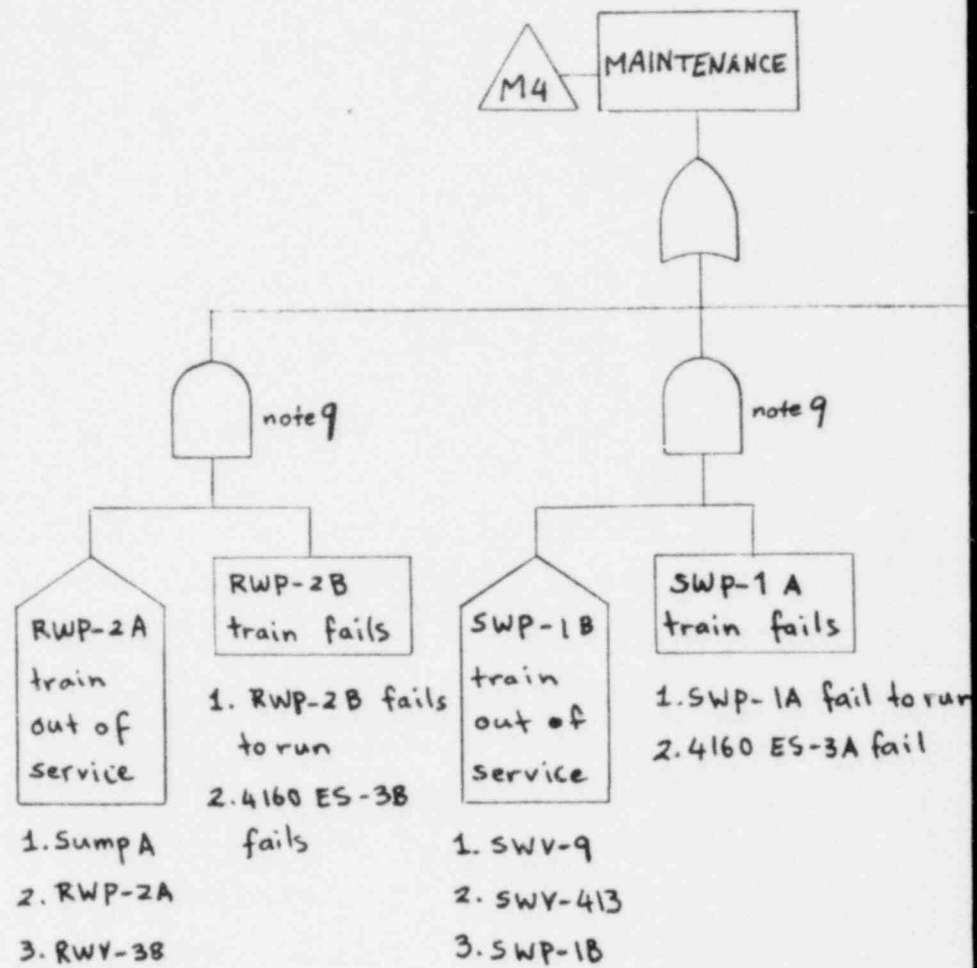 M4
MAINTENANCE
note 9
note 9
RWP-2A
train
out of
service
1. Sump A
2. RWP-2A
3. RWV-38
RWP-2B
train fails
1. RWP-2B fails
to run
2. 4160 ES-3B
fails
SWP-1B
train
out of
service
1. SWV-9
2. SWV-413
3. SWP-1B
SWP-1A
train fails
1. SWP-1A fail to run
2. 4160 ES-3A fail